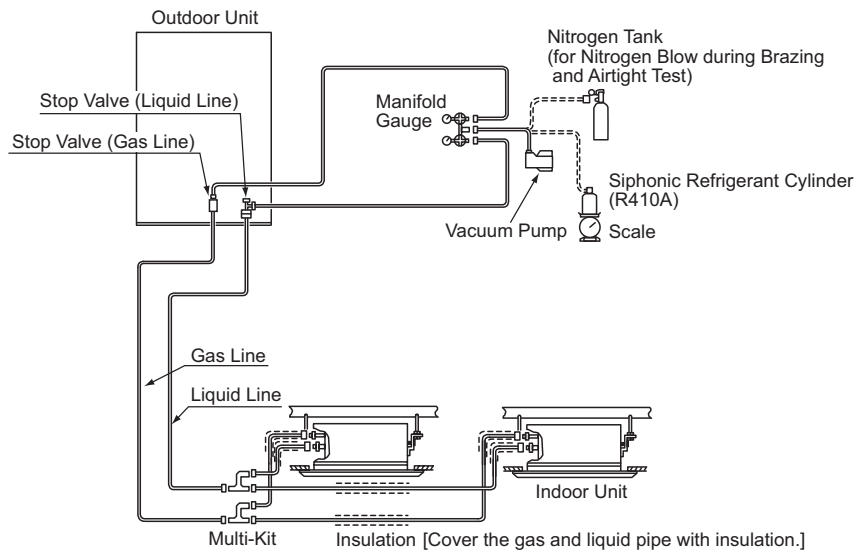 Outdoor Unit
Nitrogen Tank
(for Nitrogen Blow during Brazing
and Airtight Test)
Stop Valve (Liquid Line)
Manifold
Gauge
Stop Valve (Gas Line)
Siphonic Refrigerant Cylinder
(R410A)
Vacuum Pump
Scale
Gas Line
Liquid Line
Indoor Unit
Multi-Kit
Insulation [Cover the gas and liquid pipe with insulation.]